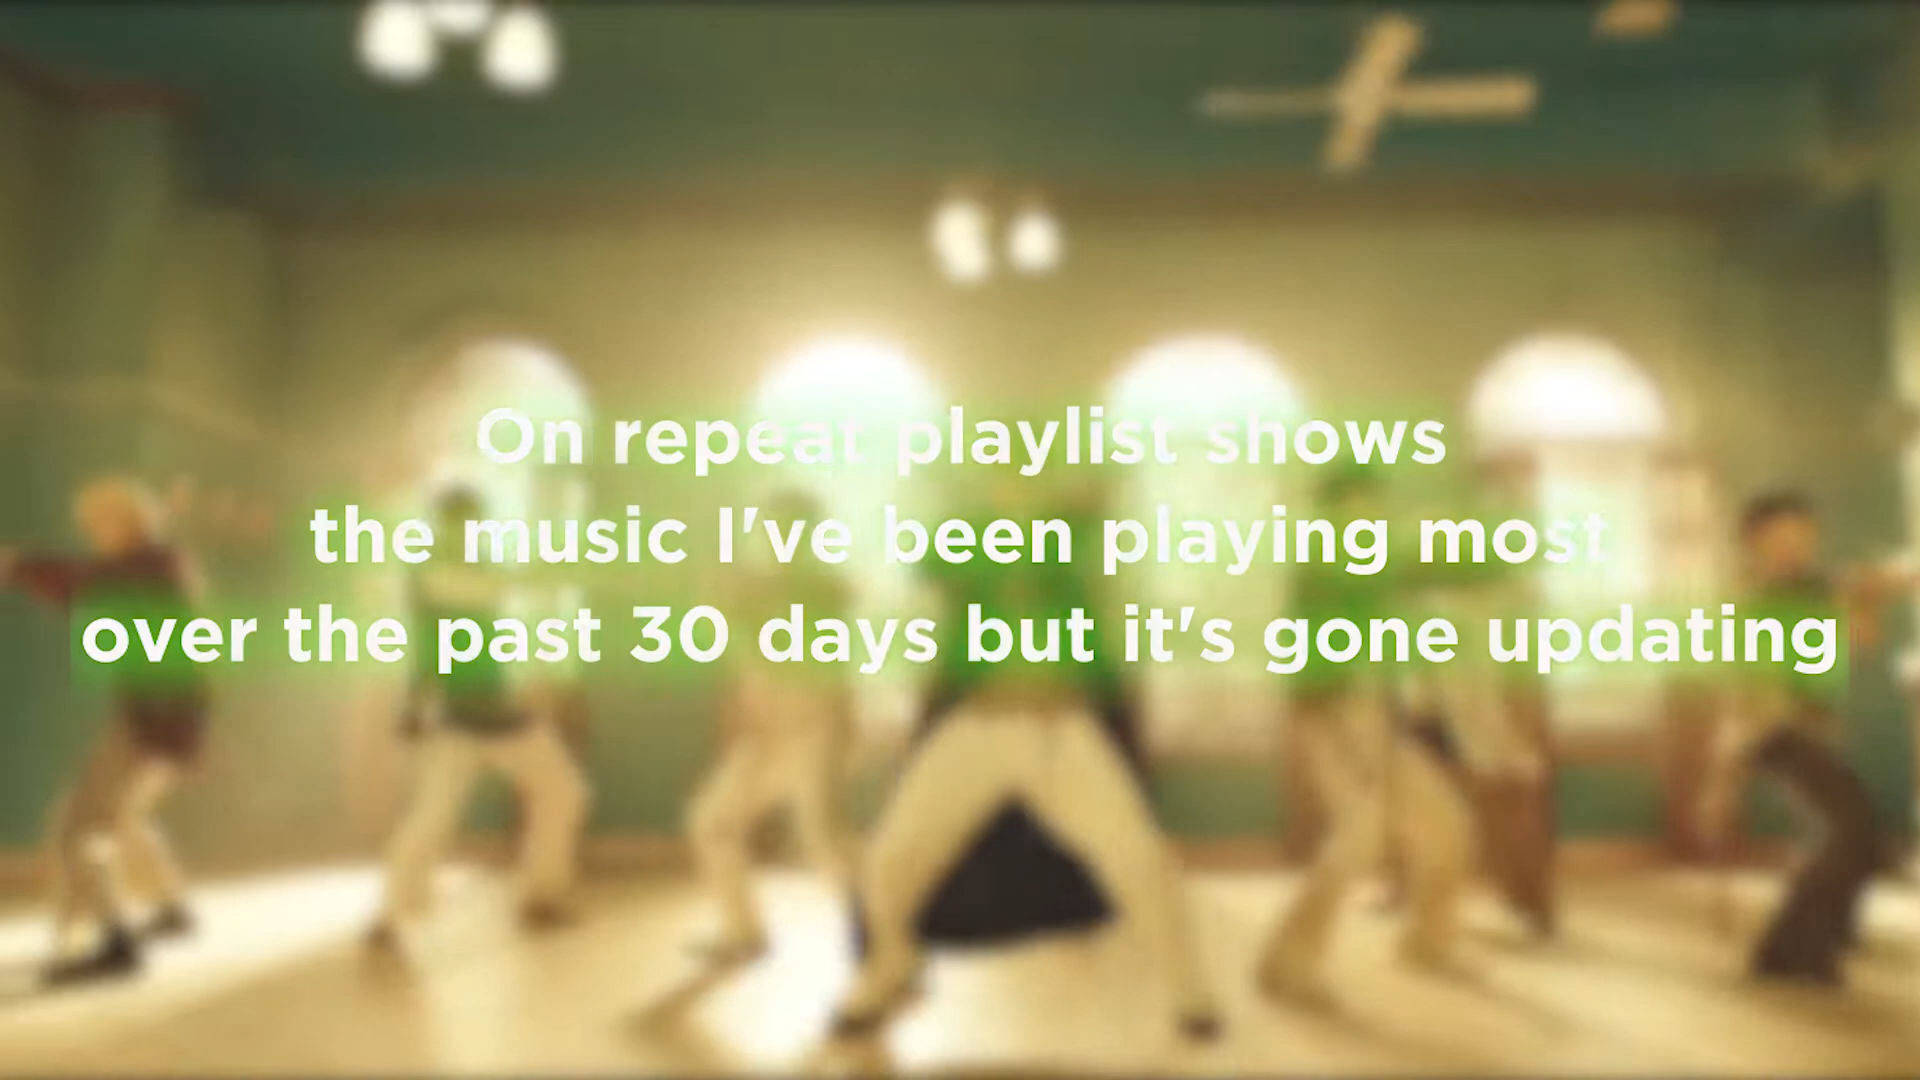 On repeat playlist shows
the music I've been playing most
over the past 30 days but it's gone updating